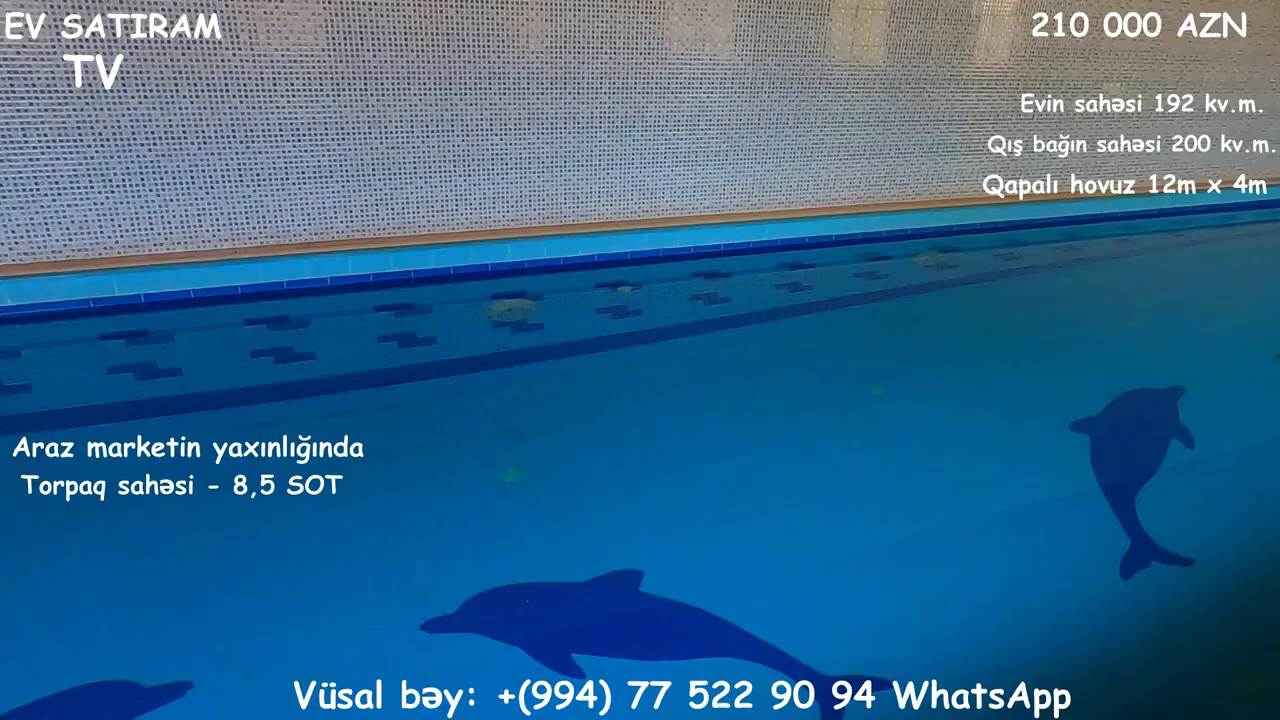 EV SATIRAM
TV
210 000 AZN
Evin sahəsi 192 kv.m.
Qış bağın sahəsi 200 kv.m.
Qapalı hovuz 12m x 4m
Araz marketin yaxınlığında
Torpaq sahəsi - 8,5 SOT
Vüsal bəy: +(994) 77 522 90 94 WhatsApp